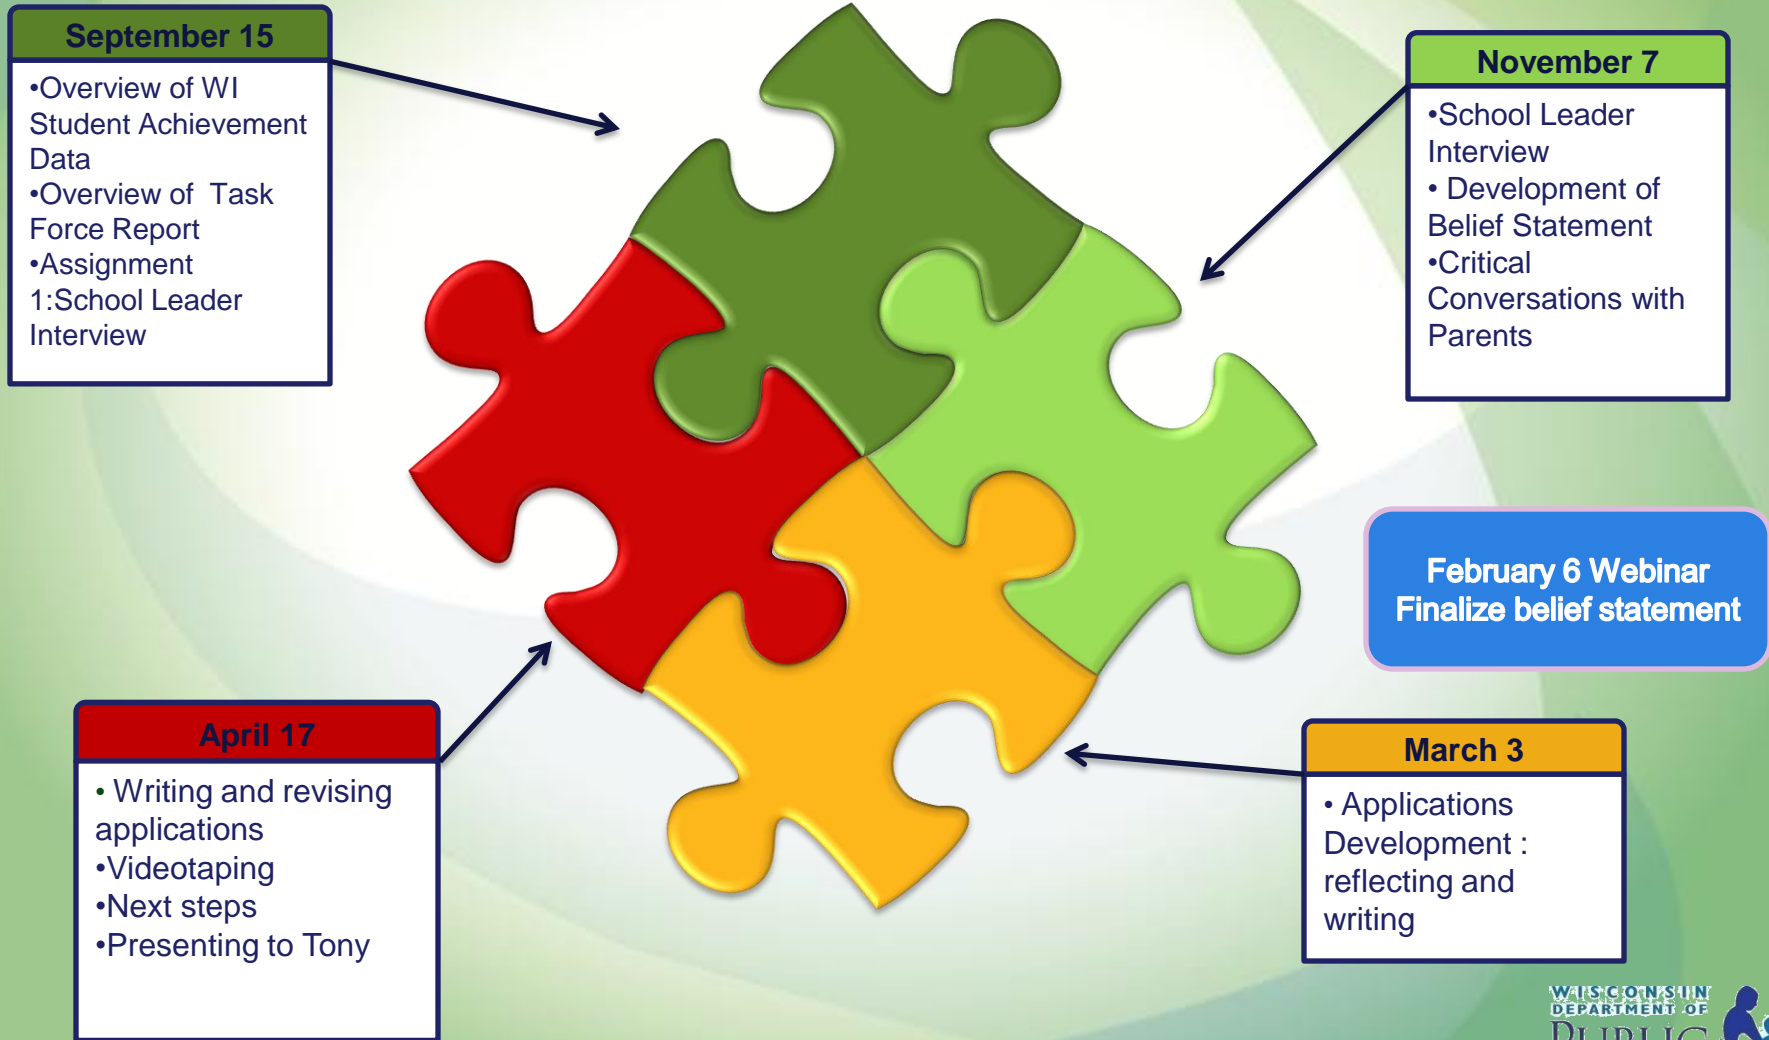 September 15
•Overview of WI
Student Achievement
Data
•Overview of  Task
Force Report
•Assignment
1:School Leader
Interview
November 7
•School Leader
Interview
• Development of
Belief Statement
•Critical
Conversations with
Parents
February 6 Webinar
Finalize belief statement
March 3
• Applications
Development :
reflecting and
writing
April 17
• Writing and revising
applications
•Videotaping
•Next steps
•Presenting to Tony
WISCONSIN
DEPARTMENT OF
PUBLIC